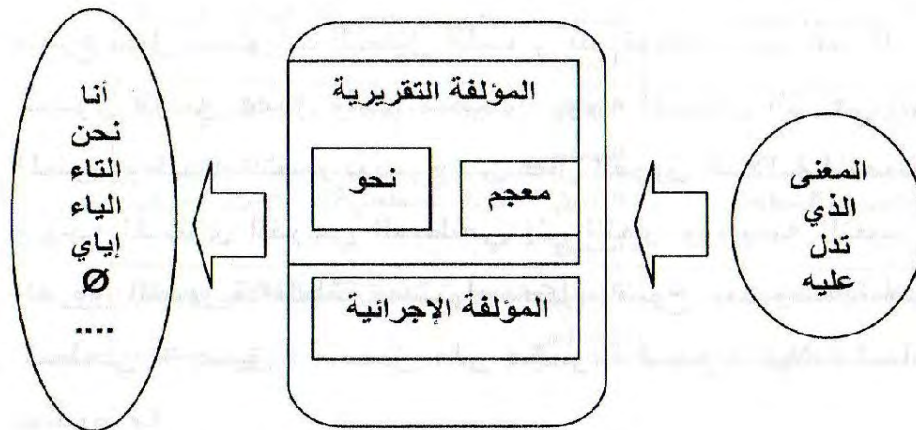 المعنى
الذي
تدل
عليه
المؤلفة التقريرية
معجم
نحو
المؤلفة الإجرائية
أنا
نحن
التاء
الياء
إياي
Ø
....